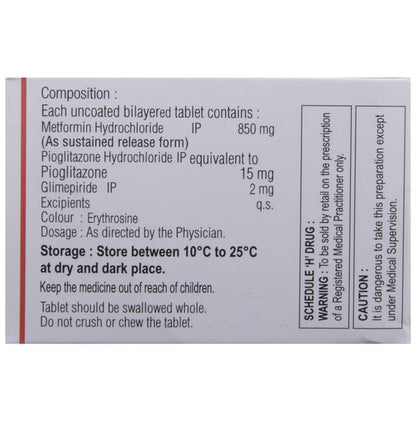 Composition :
Each uncoated bilayered tablet contains :
Metformin Hydrochloride IP 850 mg
(As sustained release form)
Pioglitazone Hydrochloride IP equivalent to
Pioglitazone 15 mg
Glimepiride IP 2 mg
Excipients q.s.
Colour : Erythrosine
Dosage : As directed by the Physician.
Storage : Store between 10°C to 25°C
at dry and dark place.
Keep the medicine out of reach of children.
Tablet should be swallowed whole.
Do not crush or chew the tablet.
SCHEDULE 'H' DRUG :
WARNING : To be sold by retail on the prescription
of a Registered Medical Practitioner only.
CAUTION :
It is dangerous to take this preparation except
under Medical Supervision.